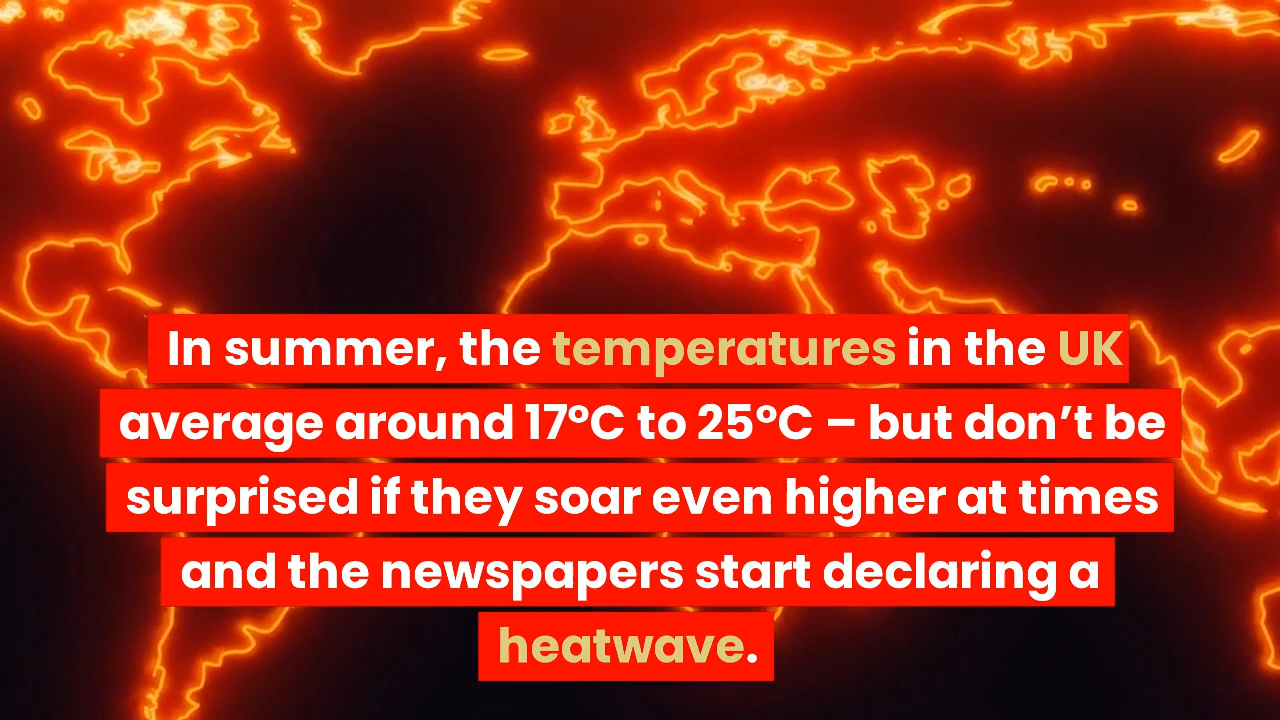 In summer, the temperatures in the UK
average around 17°C to 25°C – but don’t be
surprised if they soar even higher at times
and the newspapers start declaring a
heatwave.